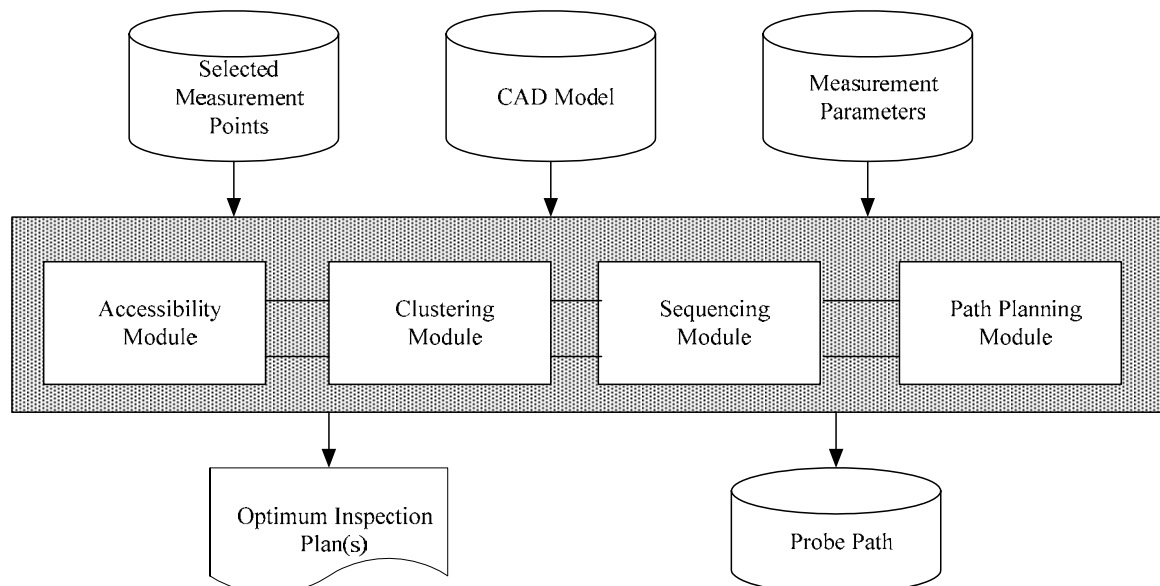 Selected
Measurement
Points
CAD Model
Measurement
Parameters
Accessibility
Module
Clustering
Module
Sequencing
Module
Path Planning
Module
Optimum Inspection
Plan(s)
Probe Path